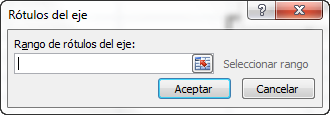 Rótulos del eje
?
Rango de rótulos del eje:
Seleccionar rango
Aceptar
Cancelar